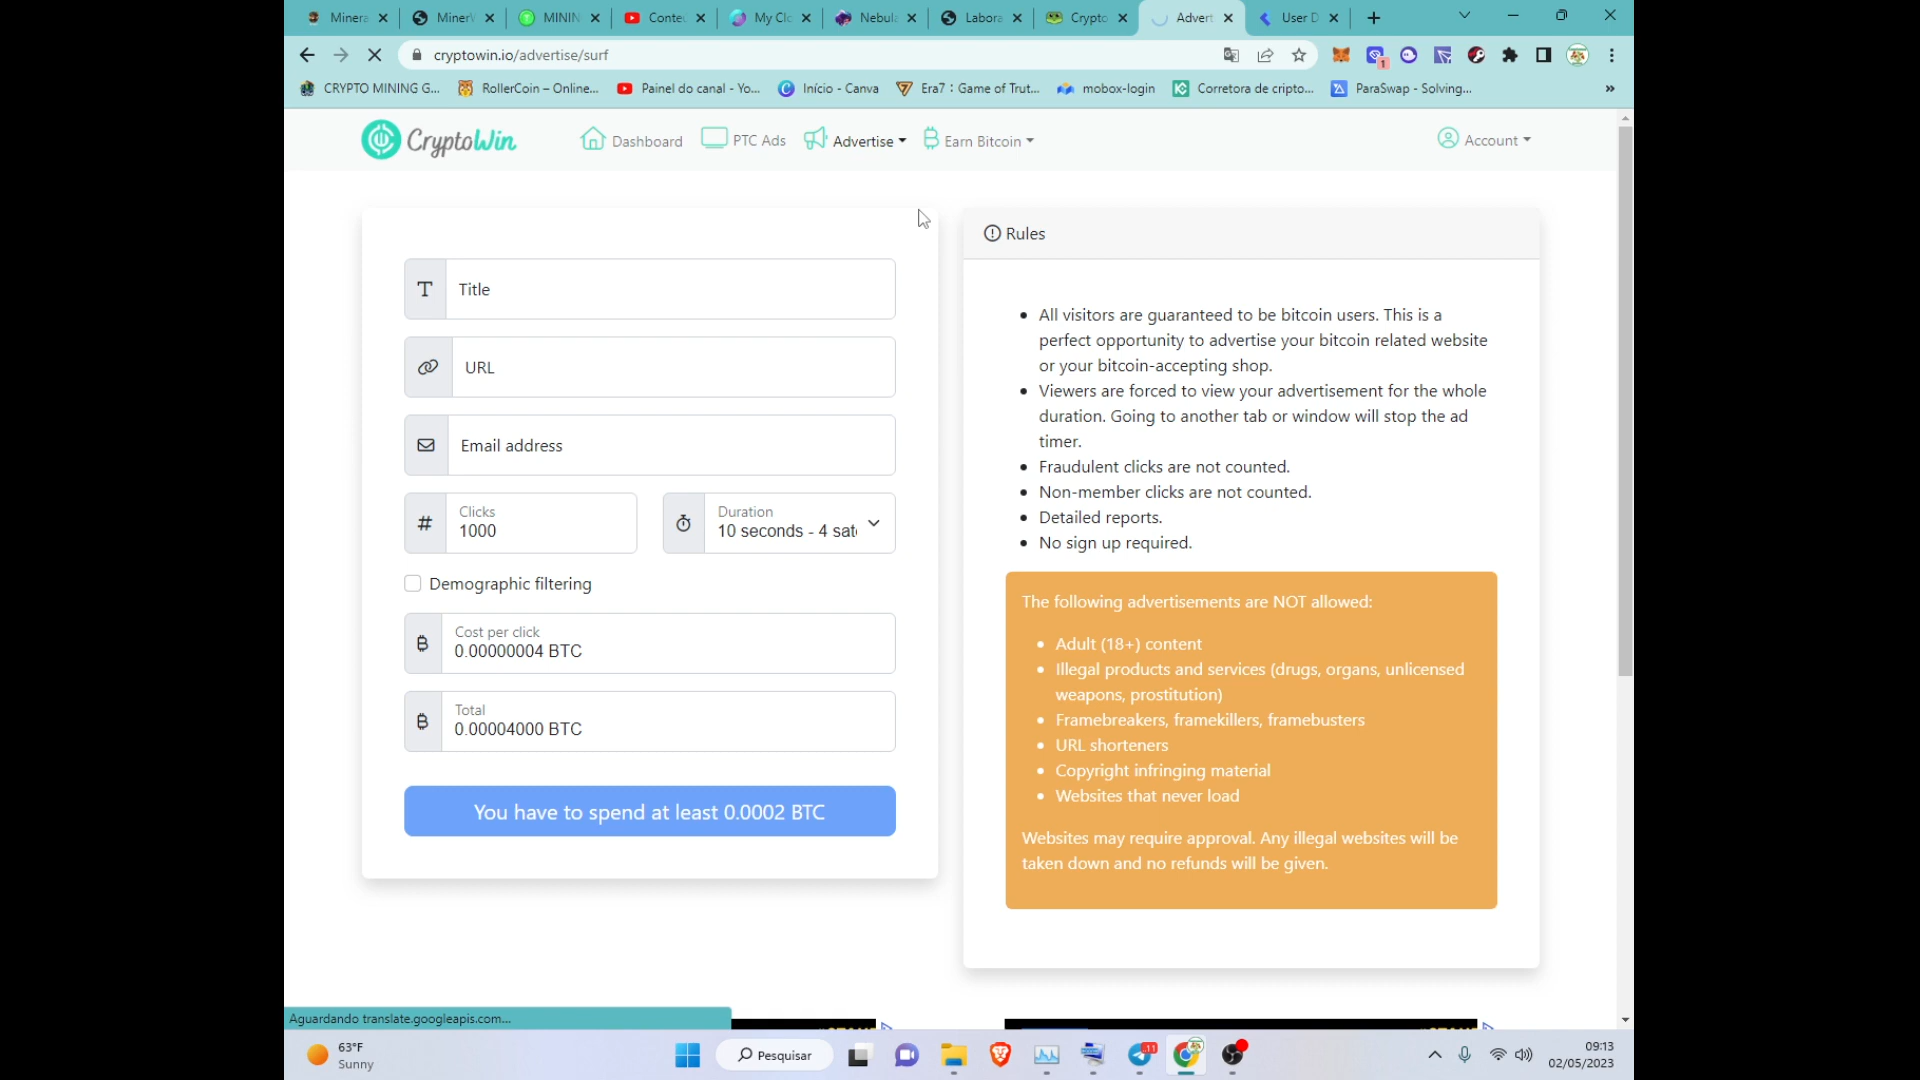 Minera
Miner
MININ
Conte
My Clo
Nebula
Labora
Crypto
Advert
User D
cryptowin.io/advertise/surf
1
CRYPTO MINING G...
RollerCoin – Online...
Painel do canal - Yo...
Início - Canva
Era7 : Game of Trut...
mobox-login
Corretora de cripto...
ParaSwap - Solving...
»
CryptoWin
Dashboard
PTC Ads
Advertise
Earn Bitcoin
Account
Title
URL
Email address
Clicks
1000
Duration
10 seconds - 4 sat
Demographic filtering
Cost per click
0.00000004 BTC
Total
0.00004000 BTC
You have to spend at least 0.0002 BTC
Rules
All visitors are guaranteed to be bitcoin users. This is a
perfect opportunity to advertise your bitcoin related website
or your bitcoin-accepting shop.
Viewers are forced to view your advertisement for the whole
duration. Going to another tab or window will stop the ad
timer.
Fraudulent clicks are not counted.
Non-member clicks are not counted.
Detailed reports.
No sign up required.
The following advertisements are NOT allowed:
Adult (18+) content
Illegal products and services (drugs, organs, unlicensed
weapons, prostitution)
Framebreakers, framekillers, framebusters
URL shorteners
Copyright infringing material
Websites that never load
Websites may require approval. Any illegal websites will be
taken down and no refunds will be given.
Aguardando translate.googleapis.com...
63°F
Sunny
Pesquisar
11
09:13
02/05/2023